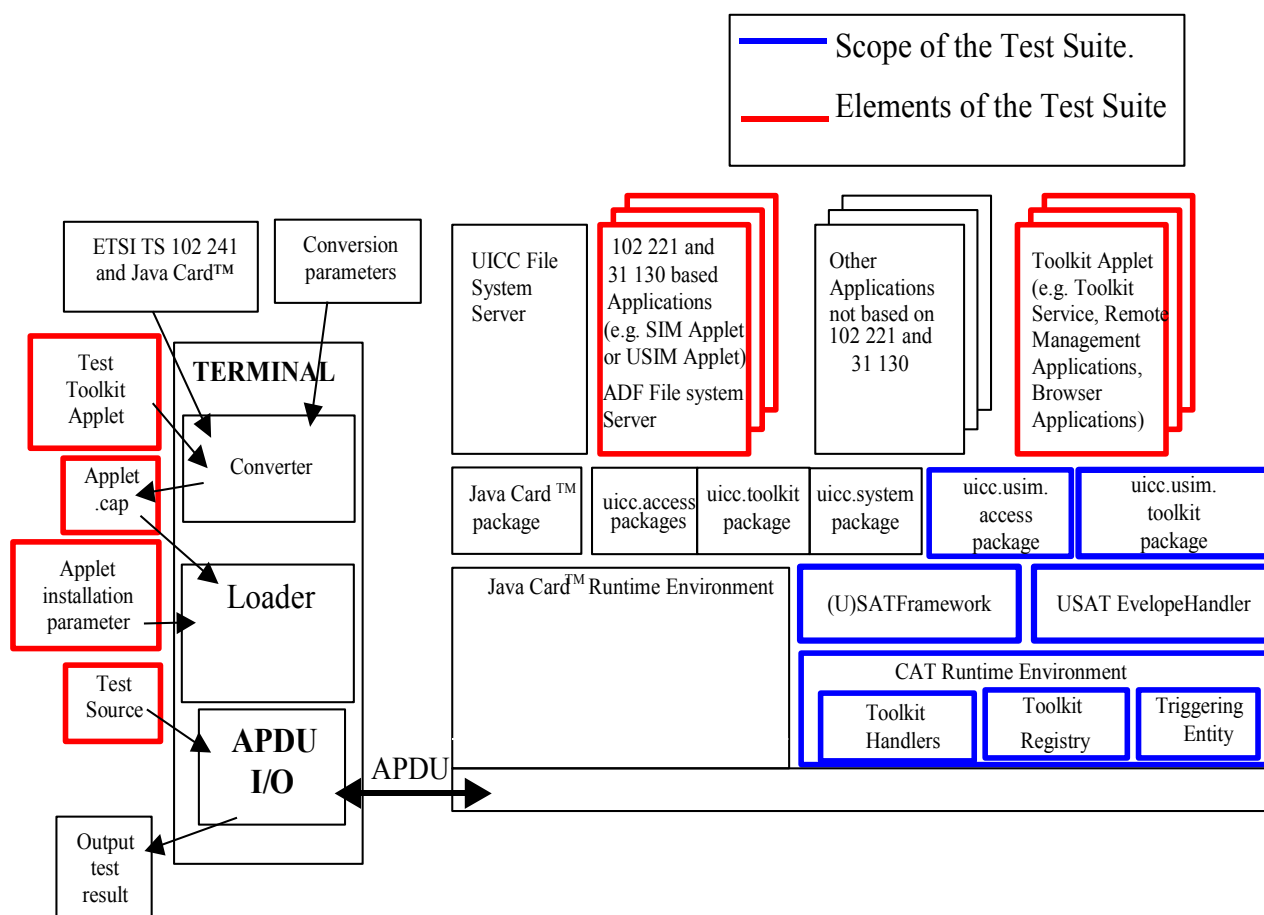 Scope of the Test Suite.
Elements of the Test Suite
ETSI TS 102 241
and Java Card™
Conversion
parameters
Test
Toolkit
Applet
Applet
.cap
Applet
installation
parameter
Test
Source
TERMINAL
Converter
Loader
APDU
I/O
APDU
Output
test
result
UICC File
System
Server
102 221 and
31 130 based
Applications
(e.g. SIM Applet
or USIM Applet)
ADF File system
Server
Other
Applications
not based on
102 221 and
31 130
Toolkit Applet
(e.g. Toolkit
Service, Remote
Management
Applications,
Browser
Applications)
Java Card TM
package
uicc.access
packages
uicc.toolkit
package
uicc.system
package
uicc.usim.
access
package
uicc.usim.
toolkit
package
Java Card TM Runtime Environment
(U)SATFramework
USAT EvelopeHandler
CAT Runtime Environment
Toolkit
Handlers
Toolkit
Registry
Triggering
Entity